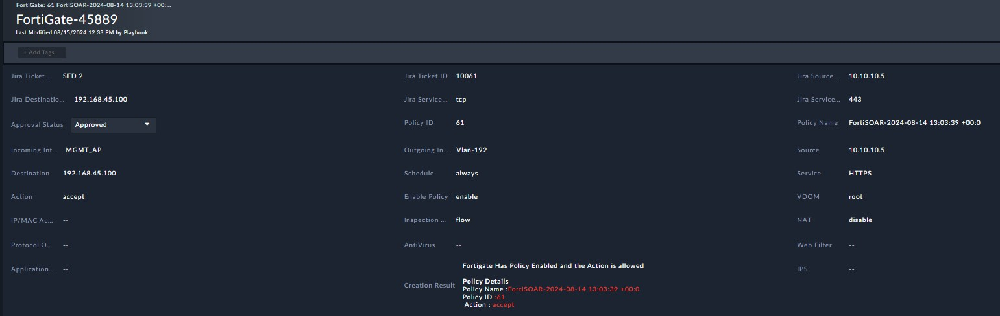 FortiGate: 61 FortiSOAR-2024-08-14 13:03:39 +00:...
FortiGate-45889
Last Modified 08/15/2024 12:33 PM by Playbook
+ Add Tags
Jira Ticket ... SFD 2 Jira Ticket ID 10061 Jira Source ... 10.10.10.5
Jira Destinatio... 192.168.45.100 Jira Service... tcp Jira Service... 443
Approval Status Approved Policy ID 61 Policy Name FortiSOAR-2024-08-14 13:03:39 +00:0
Incoming Int... MGMT_AP Outgoing In... Vlan-192 Source 10.10.10.5
Destination 192.168.45.100 Schedule always Service HTTPS
Action accept Enable Policy enable VDOM root
IP/MAC Ac... -- Inspection ... flow NAT disable
Protocol O... -- AntiVirus -- Web Filter --
Application... -- IPS --
Fortigate Has Policy Enabled and the Action is allowed
Creation Result
Policy Details
Policy Name :FortiSOAR-2024-08-14 13:03:39 +00:0
Policy ID :61
Action : accept